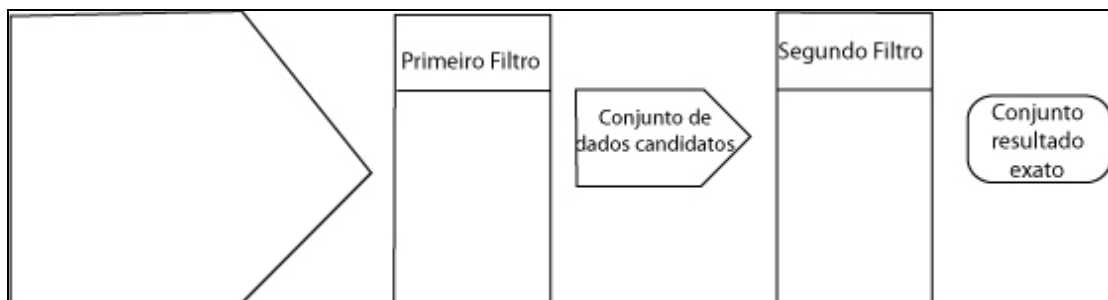 Primeiro Filtro
Conjunto de
dados candidatos
Segundo Filtro
Conjunto
resultado
exato